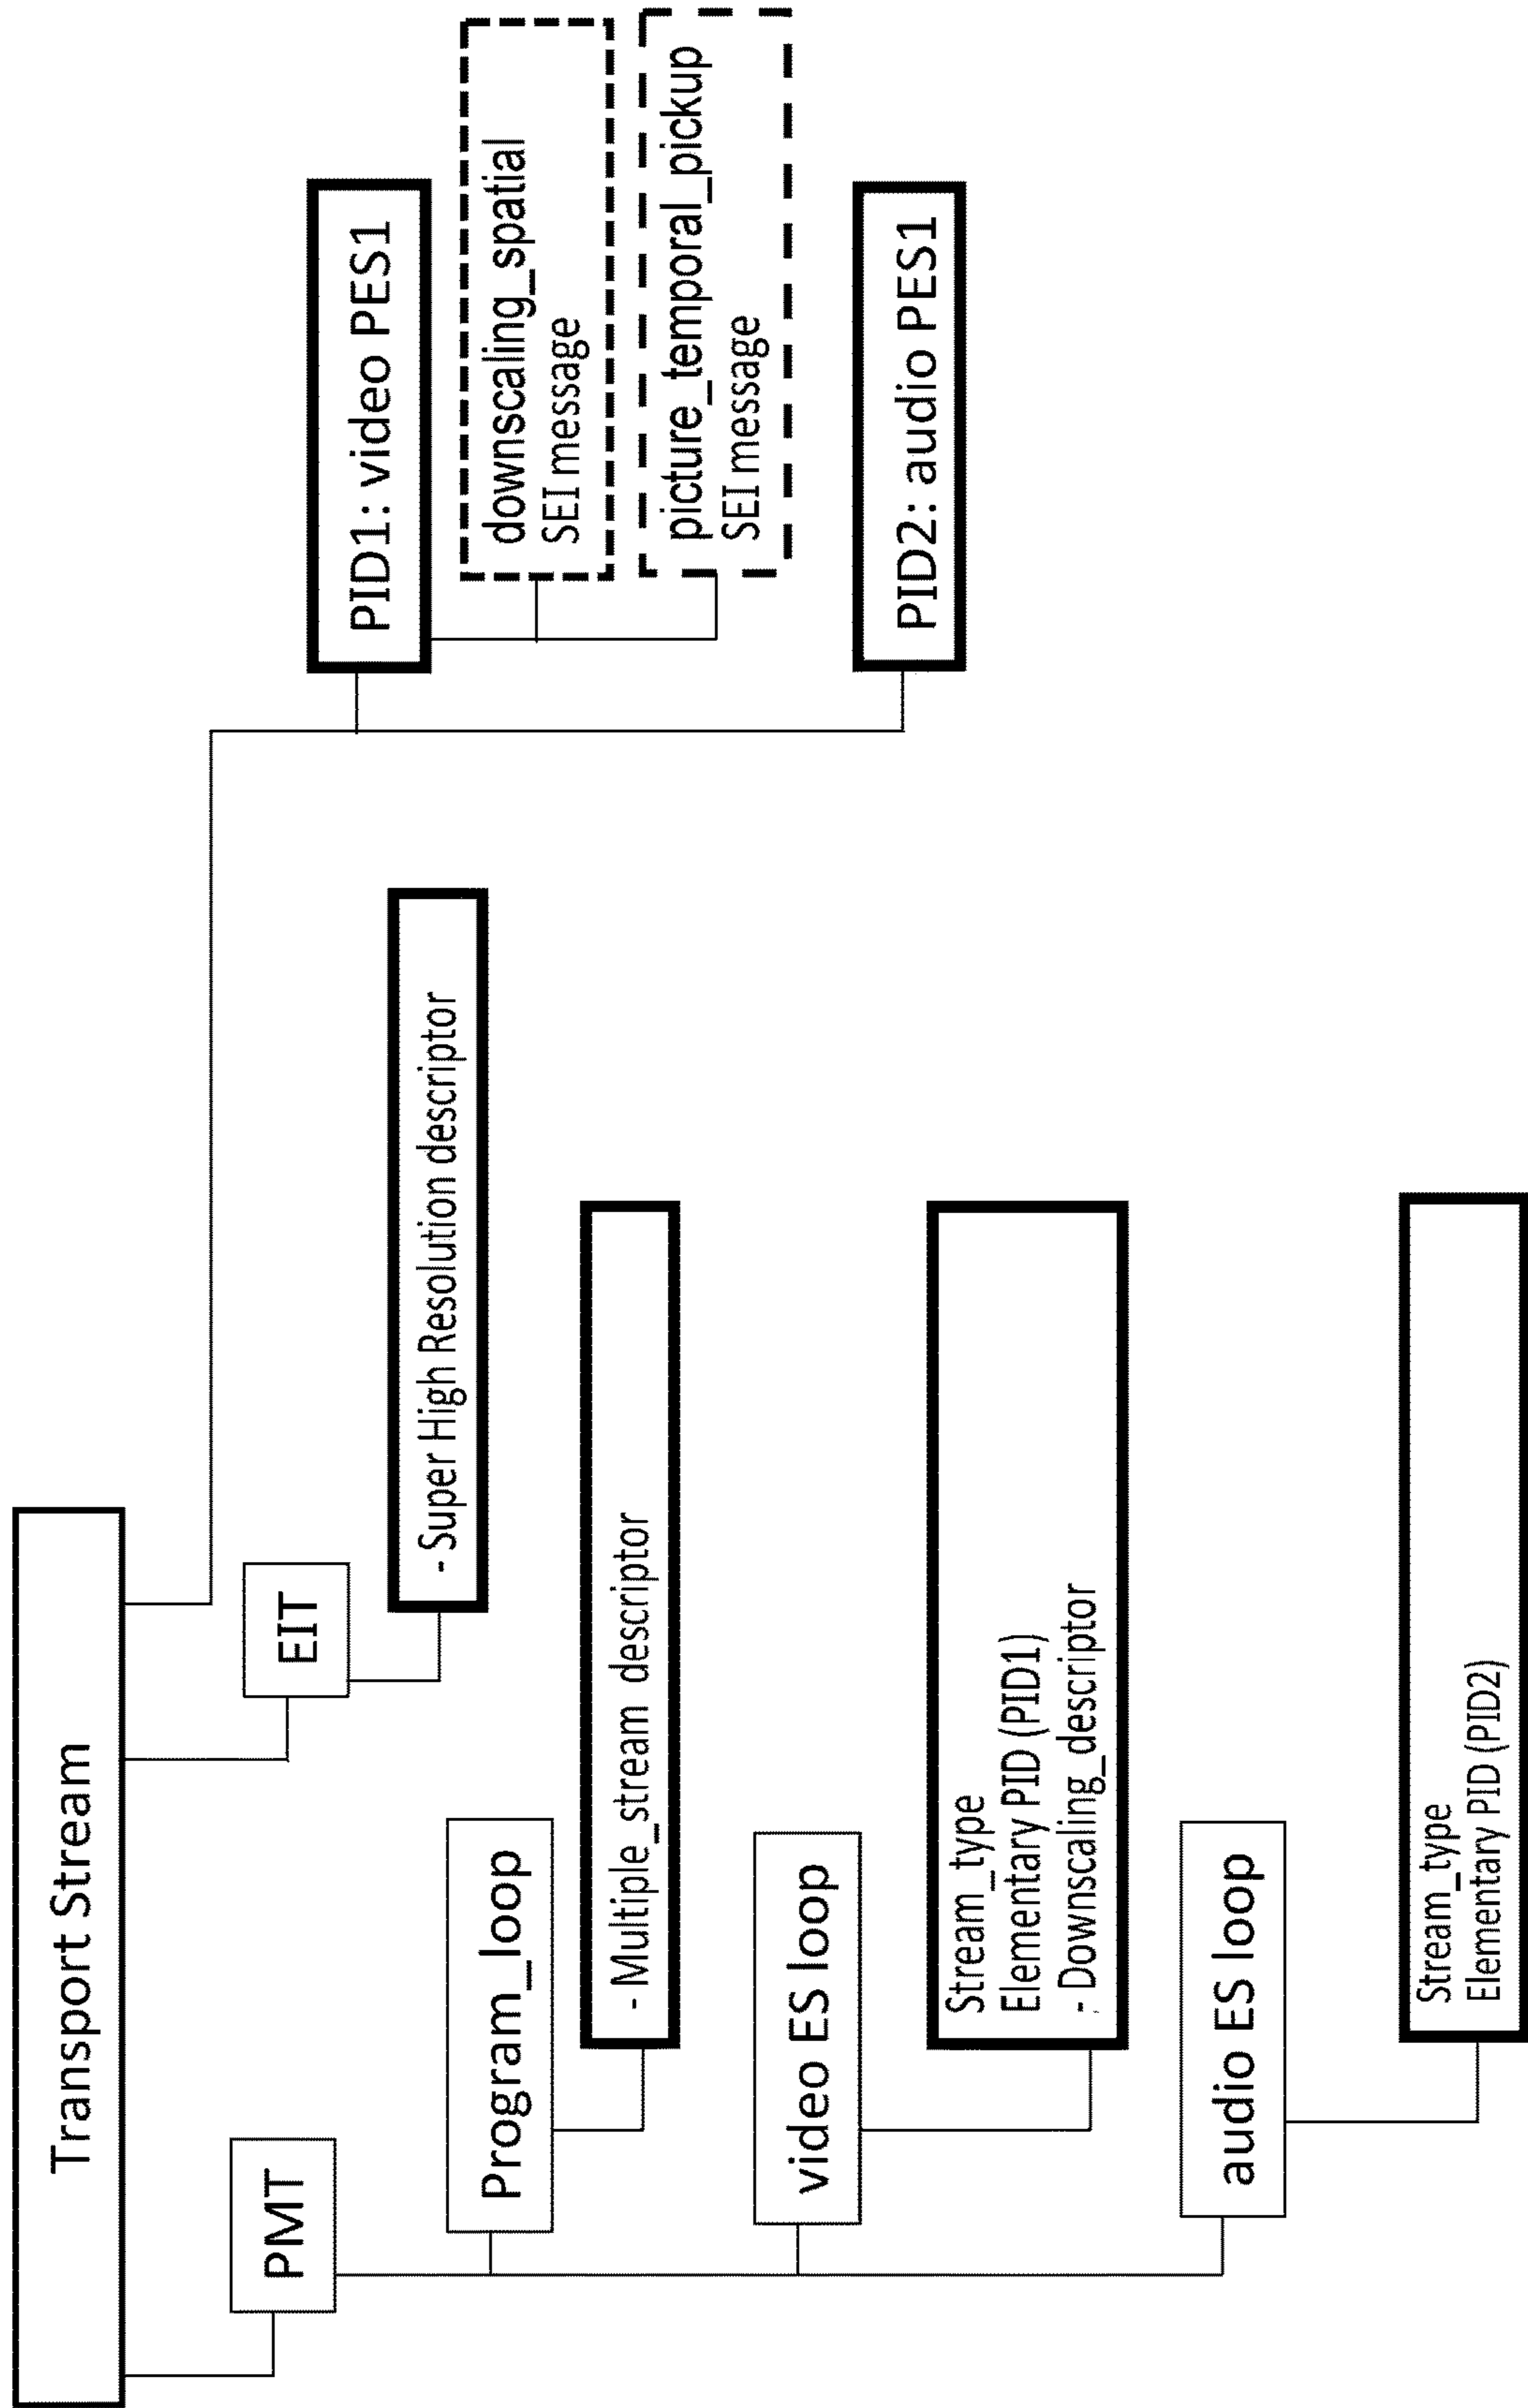 Transport Stream
PMT
Program_loop
- Multiple_stream descriptor
video ES loop
Stream_type
Elementary PID (PID1)
- Downscaling_descriptor
audio ES loop
Stream_type
Elementary PID (PID2)
EIT
- Super High Resolution descriptor
PID1: video PES1
downscaling_spatial
SEI message
picture_temporal_pickup
SEI message
PID2: audio PES1